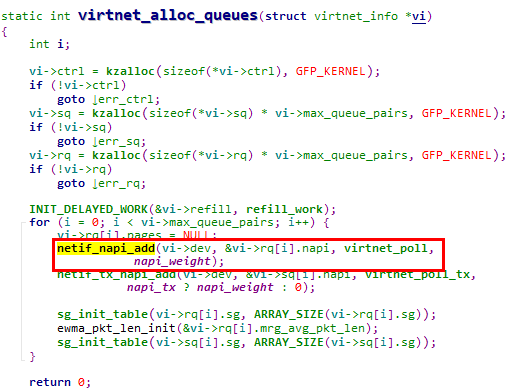 static int virtnet_alloc_queues(struct virtnet_info *vi)
{
    int i;

    vi->ctrl = kzalloc(sizeof(*vi->ctrl), GFP_KERNEL);
    if (!vi->ctrl)
        goto ↓err_ctrl;
    vi->sq = kzalloc(sizeof(*vi->sq) * vi->max_queue_pairs, GFP_KERNEL);
    if (!vi->sq)
        goto ↓err_sq;
    vi->rq = kzalloc(sizeof(*vi->rq) * vi->max_queue_pairs, GFP_KERNEL);
    if (!vi->rq)
        goto ↓err_rq;

    INIT_DELAYED_WORK(&vi->refill, refill_work);
    for (i = 0; i < vi->max_queue_pairs; i++) {
        vi->rq[i].pages = NULL;
        netif_napi_add(vi->dev, &vi->rq[i].napi, virtnet_poll,
                   napi_weight);
        netif_tx_napi_add(vi->dev, &vi->sq[i].napi, virtnet_poll_tx,
                  napi_tx ? napi_weight : 0);

        sg_init_table(vi->rq[i].sg, ARRAY_SIZE(vi->rq[i].sg));
        ewma_pkt_len_init(&vi->rq[i].mrg_avg_pkt_len);
        sg_init_table(vi->sq[i].sg, ARRAY_SIZE(vi->sq[i].sg));
    }

    return 0;